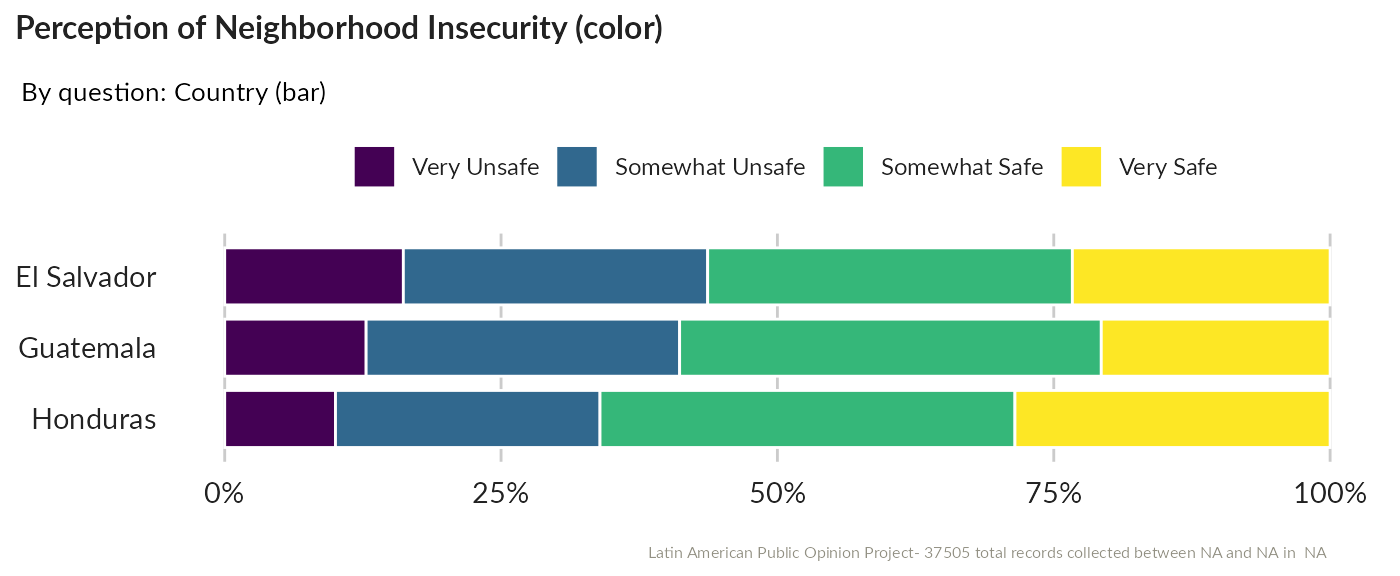 Perception of Neighborhood Insecurity (color)
By question: Country (bar)
Very Unsafe Somewhat Unsafe Somewhat Safe Very Safe
El Salvador
Guatemala
Honduras
0% 25% 50% 75% 100%
Latin American Public Opinion Project- 37505 total records collected between NA and NA in  NA